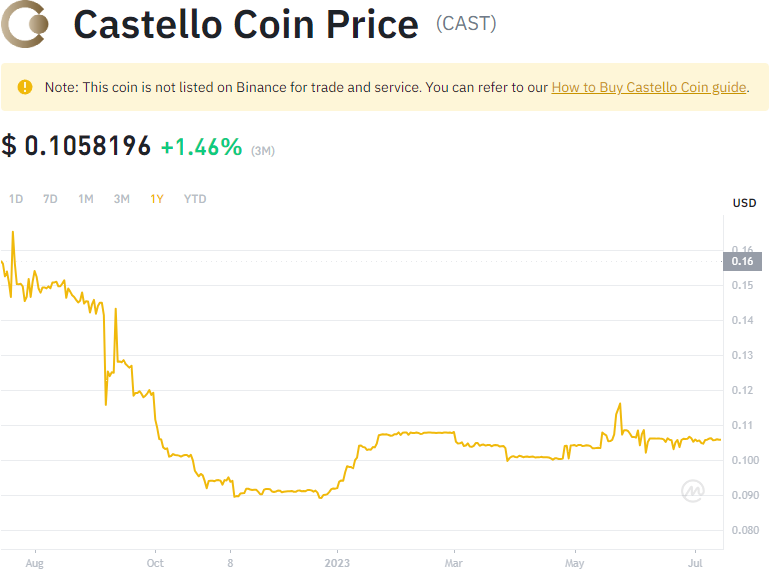 Castello Coin Price (CAST)
Note: This coin is not listed on Binance for trade and service. You can refer to our How to Buy Castello Coin guide.
$ 0.1058196 +1.46% (3M)
1D 7D 1M 3M 1Y YTD
USD
0.16
0.16
0.15
0.14
0.13
0.12
0.11
0.100
0.090
0.080
Aug Oct 8 2023 Mar May Jul